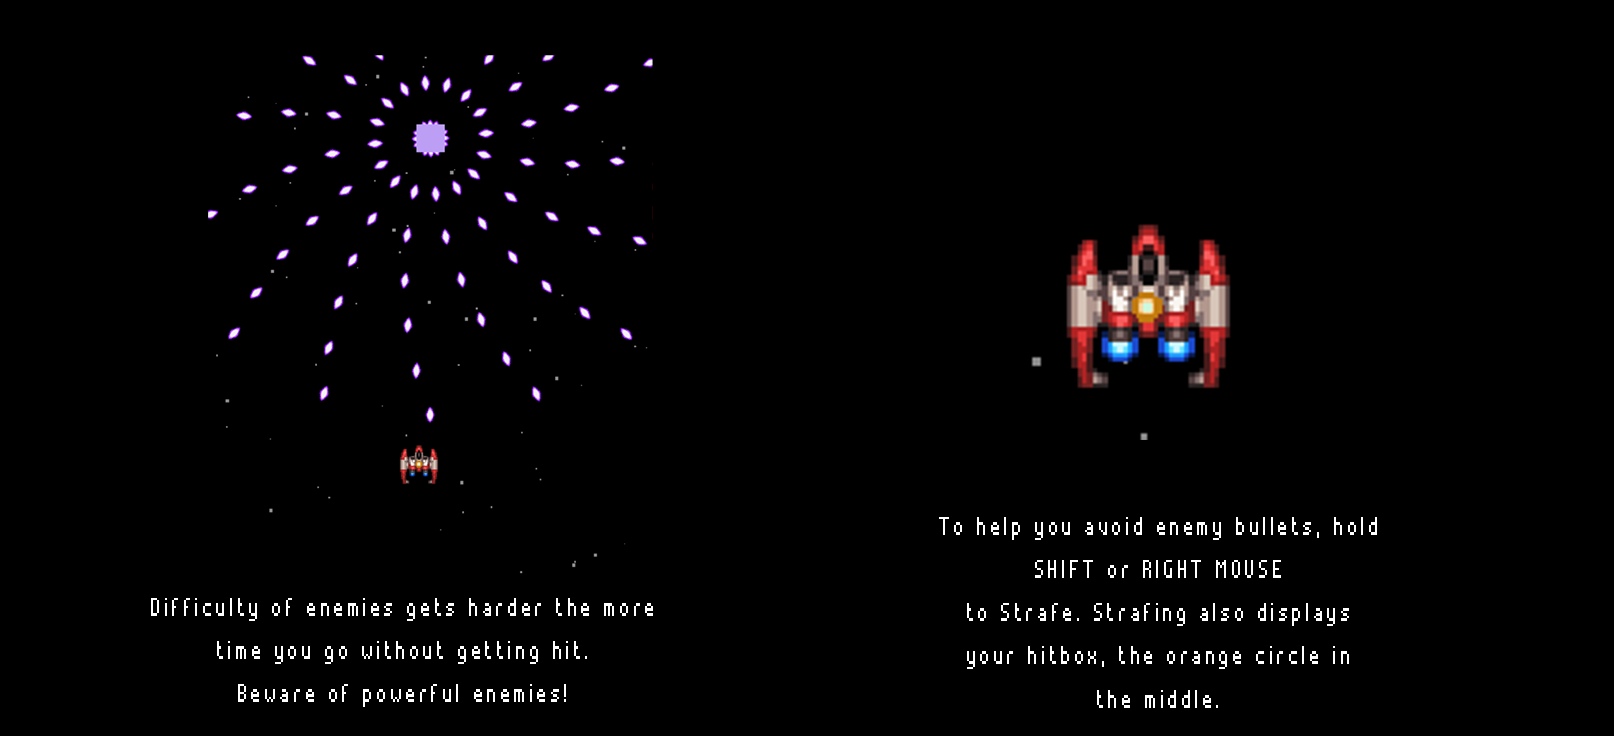 Difficulty of enemies gets harder the more
time you go without getting hit.
Beware of powerful enemies!
To help you avoid enemy bullets, hold
SHIFT or RIGHT MOUSE
to Strafe. Strafing also displays
your hitbox, the orange circle in
the middle.